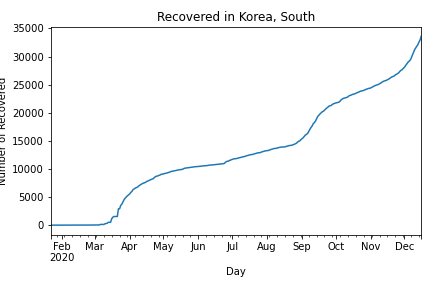 Recovered in Korea, South
Number of Recovered
35000
30000
25000
20000
15000
10000
5000
0
Feb Mar Apr May Jun Jul Aug Sep Oct Nov Dec
2020
Day